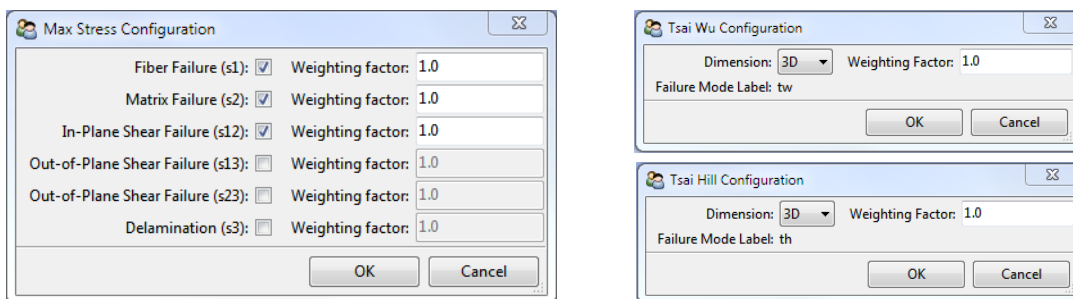 Max Stress Configuration
Fiber Failure (s1): Weighting factor: 1.0
Matrix Failure (s2): Weighting factor: 1.0
In-Plane Shear Failure (s12): Weighting factor: 1.0
Out-of-Plane Shear Failure (s13): Weighting factor: 1.0
Out-of-Plane Shear Failure (s23): Weighting factor: 1.0
Delamination (s3): Weighting factor: 1.0
OK Cancel
Tsai Wu Configuration
Dimension: 3D Weighting Factor: 1.0
Failure Mode Label: tw
OK Cancel
Tsai Hill Configuration
Dimension: 3D Weighting Factor: 1.0
Failure Mode Label: th
OK Cancel